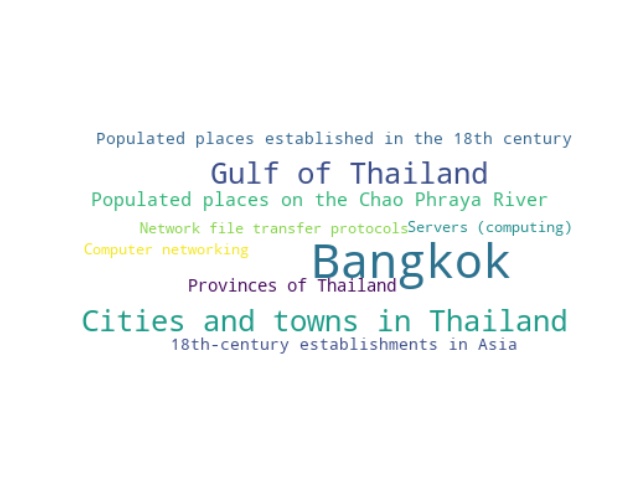 Populated places established in the 18th century
Gulf of Thailand
Populated places on the Chao Phraya River
Network file transfer protocols
Servers (computing)
Computer networking
Bangkok
Provinces of Thailand
Cities and towns in Thailand
18th-century establishments in Asia